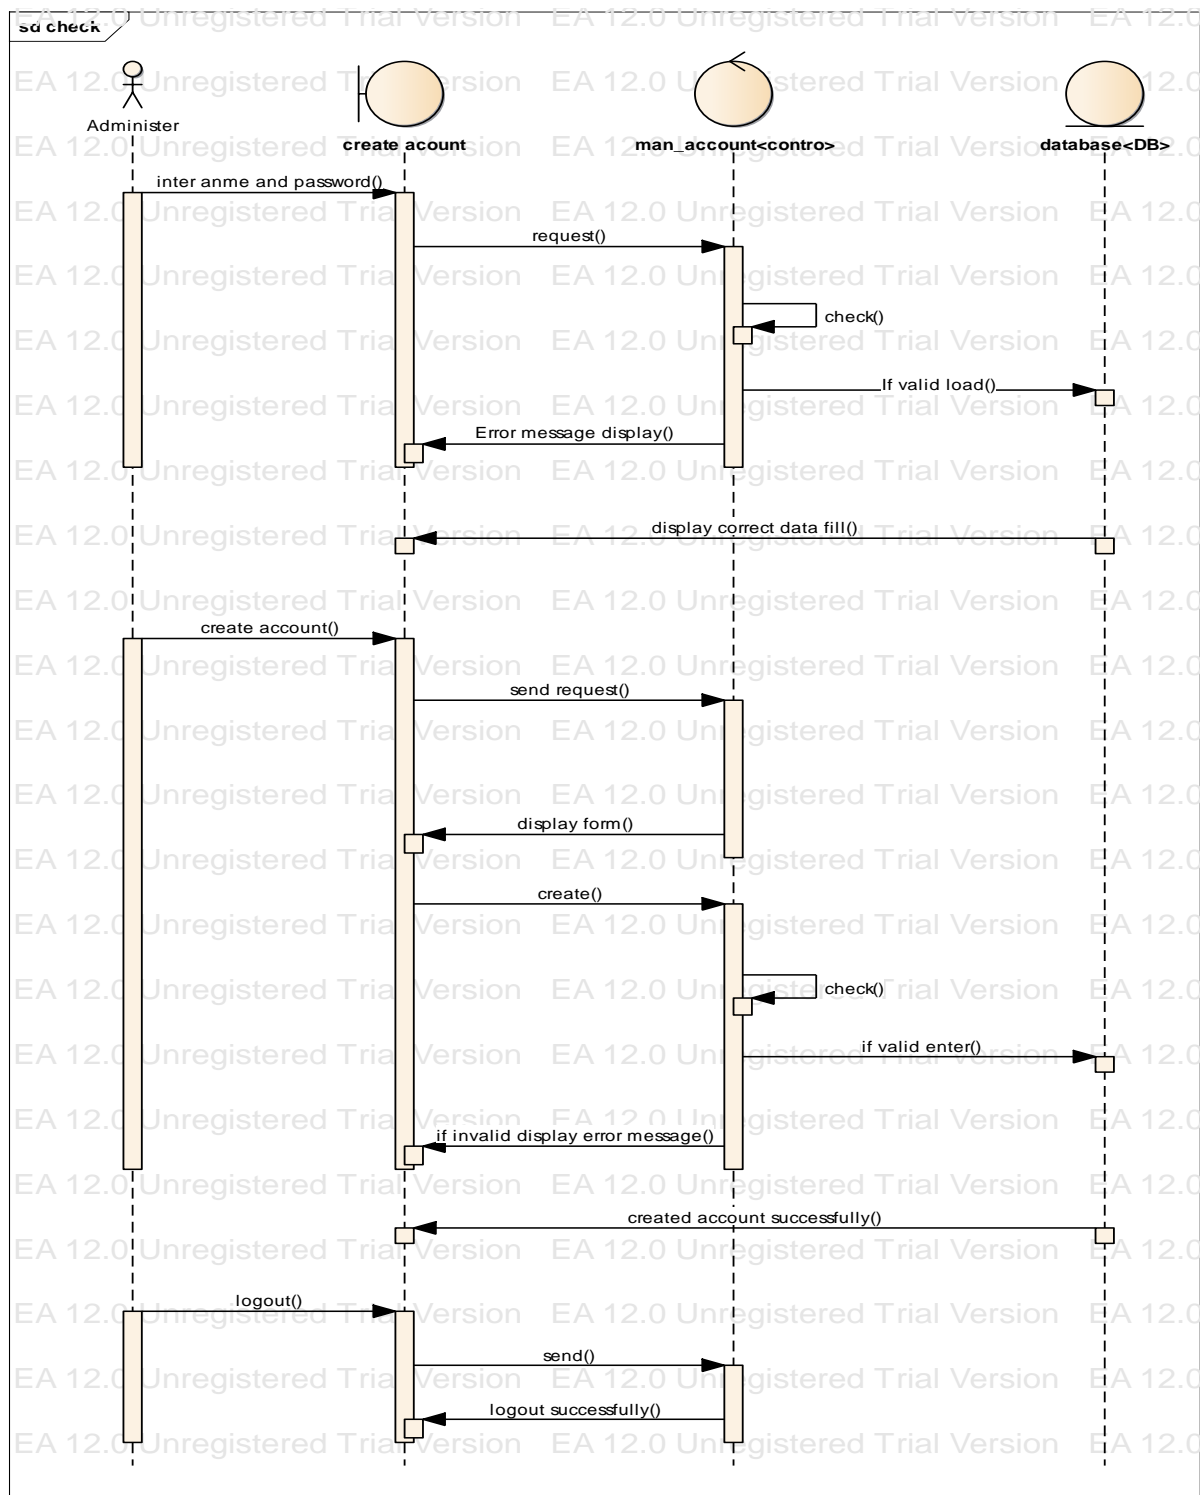 sd check
Administer
create acount
man_account<contro>
database<DB>
inter anme and password()
request()
check()
If valid load()
Error message display()
display correct data fill()
create account()
send request()
display form()
create()
check()
if valid enter()
if invalid display error message()
created account successfully()
logout()
send()
logout successfully()
EA 12.0 Unregistered Trial Version